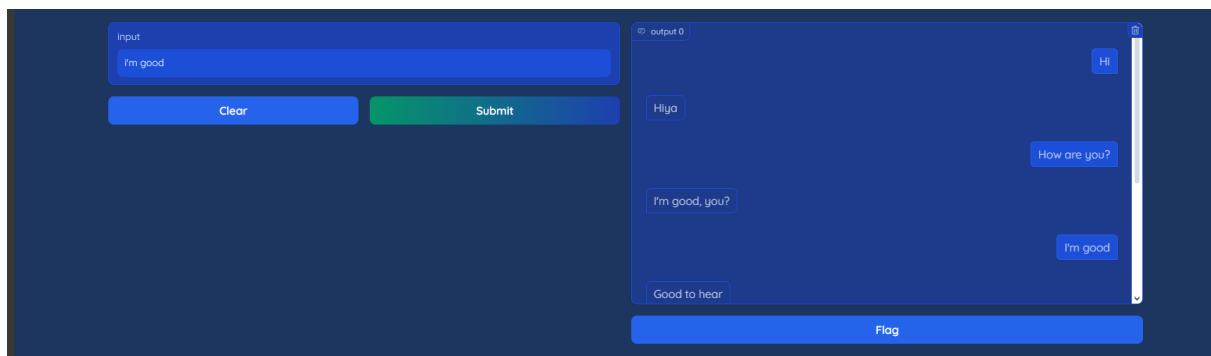 input
I'm good
Clear
Submit
output 0
Hi
Hiya
How are you?
I'm good, you?
I'm good
Good to hear
Flag